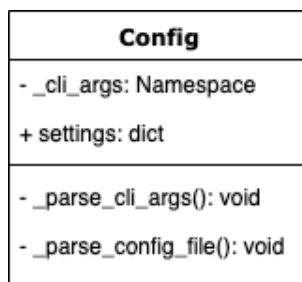 Config
- _cli_args: Namespace
+ settings: dict
- _parse_cli_args(): void
- _parse_config_file(): void